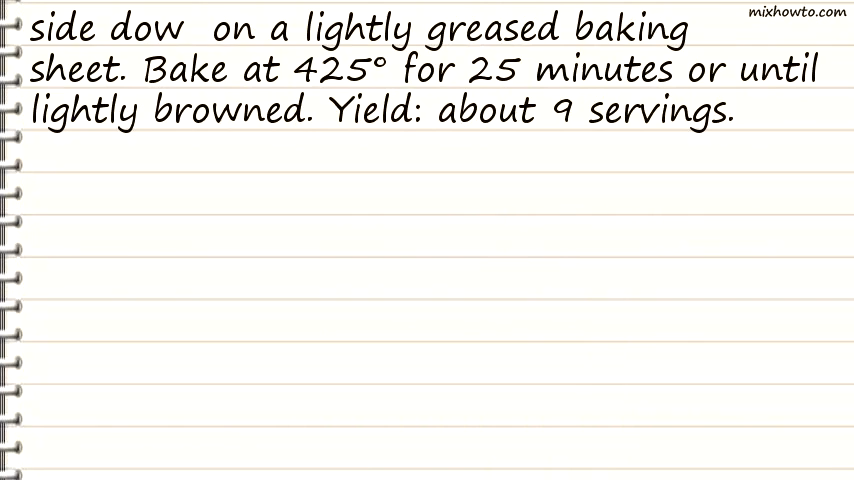 mixhowto.com
side dow  on a lightly greased baking
sheet. Bake at 425° for 25 minutes or until
lightly browned. Yield: about 9 servings.